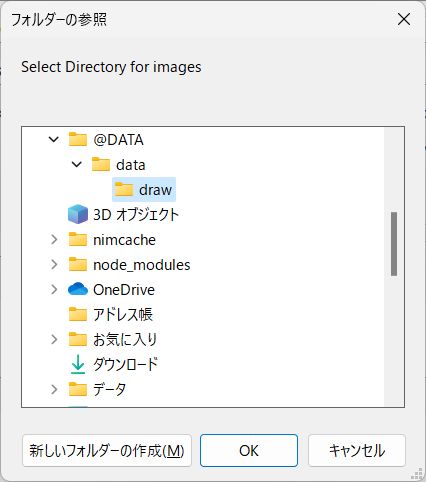 フォルダーの参照
Select Directory for images
@DATA
data
draw
3D オブジェクト
nimcache
node_modules
OneDrive
アドレス帳
お気に入り
ダウンロード
データ
新しいフォルダーの作成(M)
OK
キャンセル